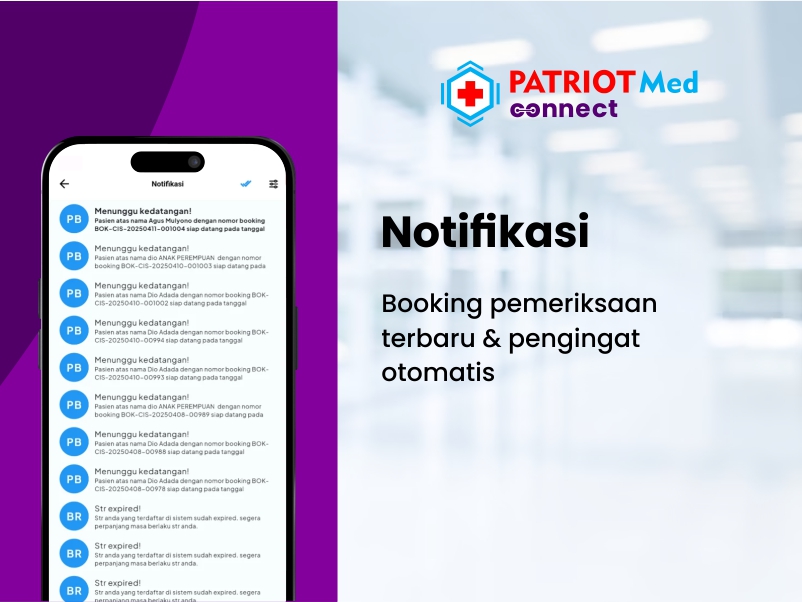 PATRIOT Med
connect
Notifikasi
Booking pemeriksaan
terbaru & pengingat
otomatis
Notifikasi
PB
Menunggu kedatangan!
Pasien atas nama Agus Mulyono dengan nomor booking
BOK-CIS-20250411-001004 siap datang pada tanggal
PB
Menunggu kedatangan!
Pasien atas nama dio ANAK PEREMPUAN dengan nomor
booking BOK-CIS-20250410-001003 siap datang pada
PB
Menunggu kedatangan!
Pasien atas nama Dio Adada dengan nomor booking BOK-
CIS-20250410-001002 siap datang pada tanggal
PB
Menunggu kedatangan!
Pasien atas nama Dio Adada dengan nomor booking BOK-
CIS-20250410-00994 siap datang pada tanggal
PB
Menunggu kedatangan!
Pasien atas nama Dio Adada dengan nomor booking BOK-
CIS-20250410-00993 siap datang pada tanggal
PB
Menunggu kedatangan!
Pasien atas nama dio ANAK PEREMPUAN dengan nomor
booking BOK-CIS-20250408-00989 siap datang pada
PB
Menunggu kedatangan!
Pasien atas nama Dio Adada dengan nomor booking BOK-
CIS-20250408-00988 siap datang pada tanggal
PB
Menunggu kedatangan!
Pasien atas nama Dio Adada dengan nomor booking BOK-
CIS-20250408-00978 siap datang pada tanggal
BR
Str expired!
Str anda yang terdaftar di sistem sudah expired. segera
perpanjang masa berlaku str anda.
BR
Str expired!
Str anda yang terdaftar di sistem sudah expired. segera
perpanjang masa berlaku str anda.
BR
Str expired!
Str anda yang terdaftar di sistem sudah expired. segera
perpanjang masa berlaku str anda.